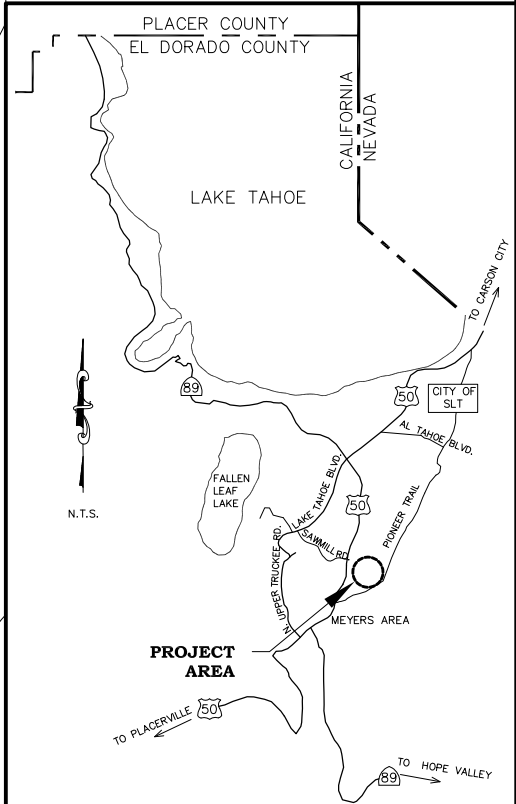 PLACER COUNTY
EL DORADO COUNTY
CALIFORNIA
NEVADA
LAKE TAHOE
TO CARSON CITY
89
50
CITY OF
SLT
AL TAHOE BLVD.
FALLEN
LEAF
LAKE
LAKE TAHOE BLVD.
50
PIONEER TRAIL
N.T.S.
SAWMILL RD.
N. UPPER TRUCKEE RD.
MEYERS AREA
PROJECT
AREA
50
TO PLACERVILLE
TO HOPE VALLEY
89